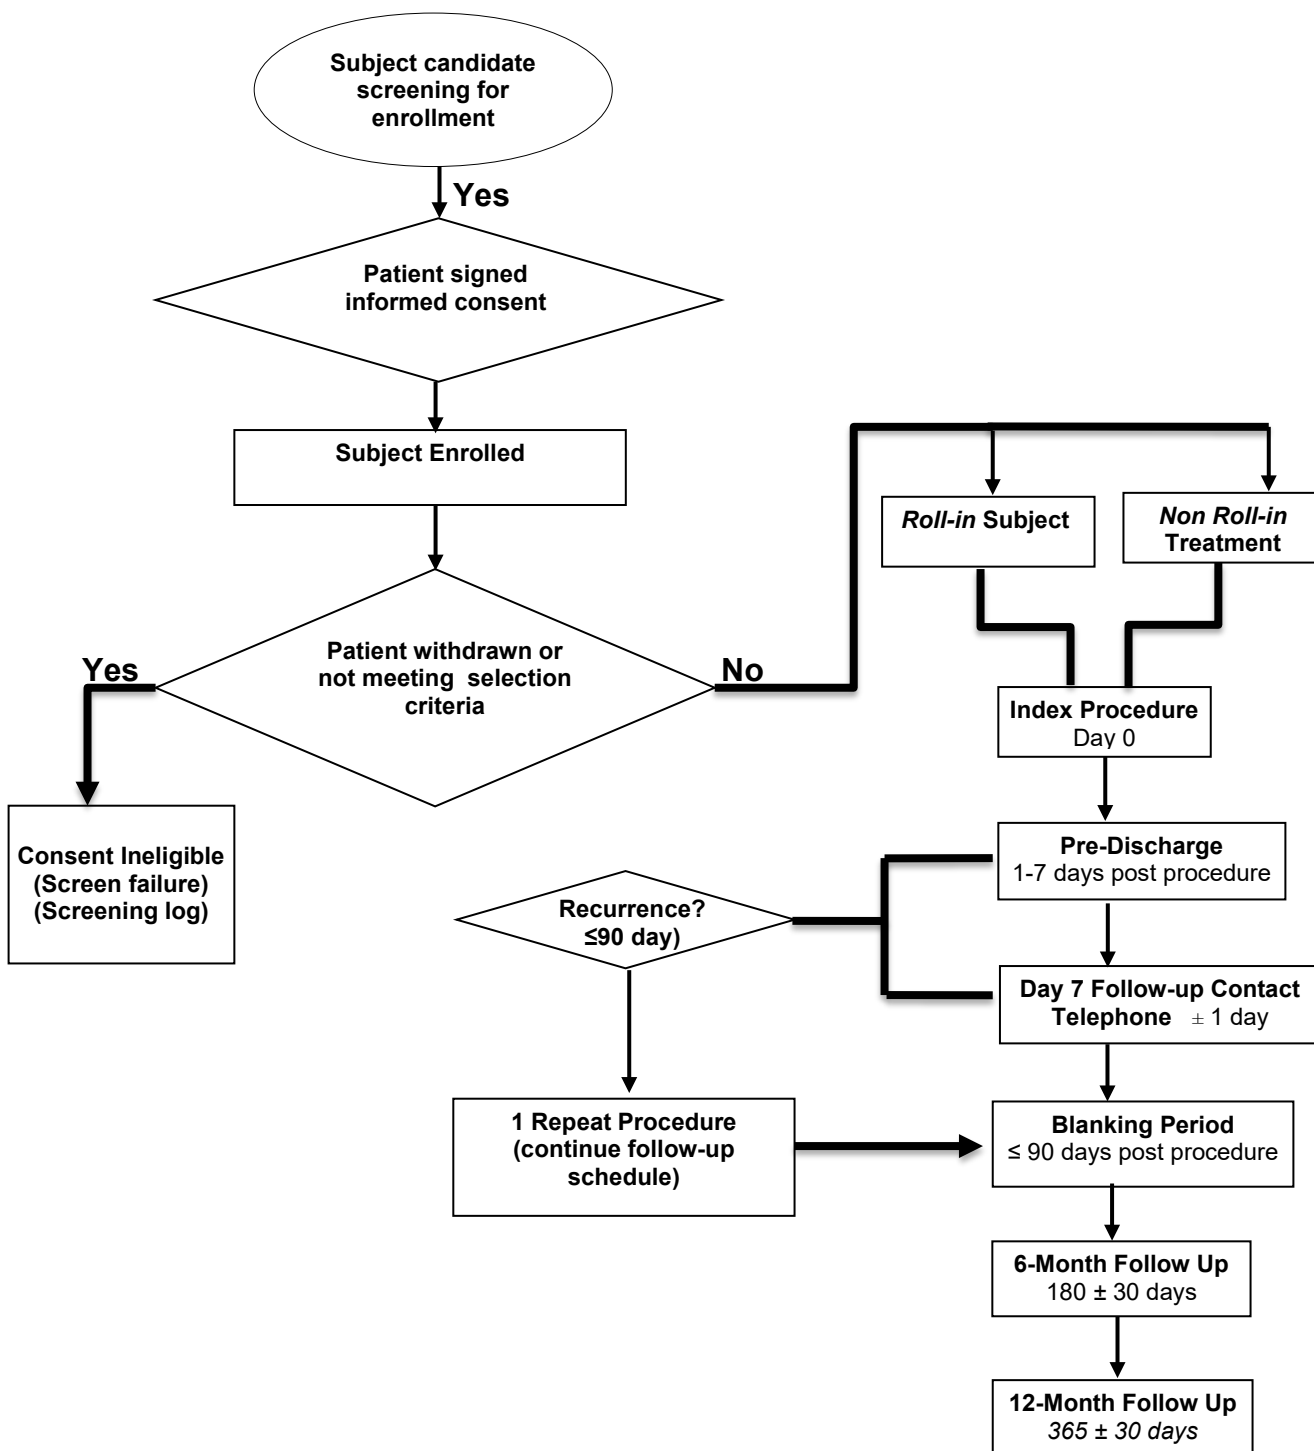 Subject candidate
screening for
enrollment
Yes
Patient signed
informed consent
Subject Enrolled
Patient withdrawn or
not meeting selection
criteria
Yes
No
Consent Ineligible
(Screen failure)
(Screening log)
Roll-in Subject
Non Roll-in
Treatment
Index Procedure
Day 0
Pre-Discharge
1-7 days post procedure
Recurrence?
≤90 day)
Day 7 Follow-up Contact
Telephone ± 1 day
1 Repeat Procedure
(continue follow-up
schedule)
Blanking Period
≤ 90 days post procedure
6-Month Follow Up
180 ± 30 days
12-Month Follow Up
365 ± 30 days